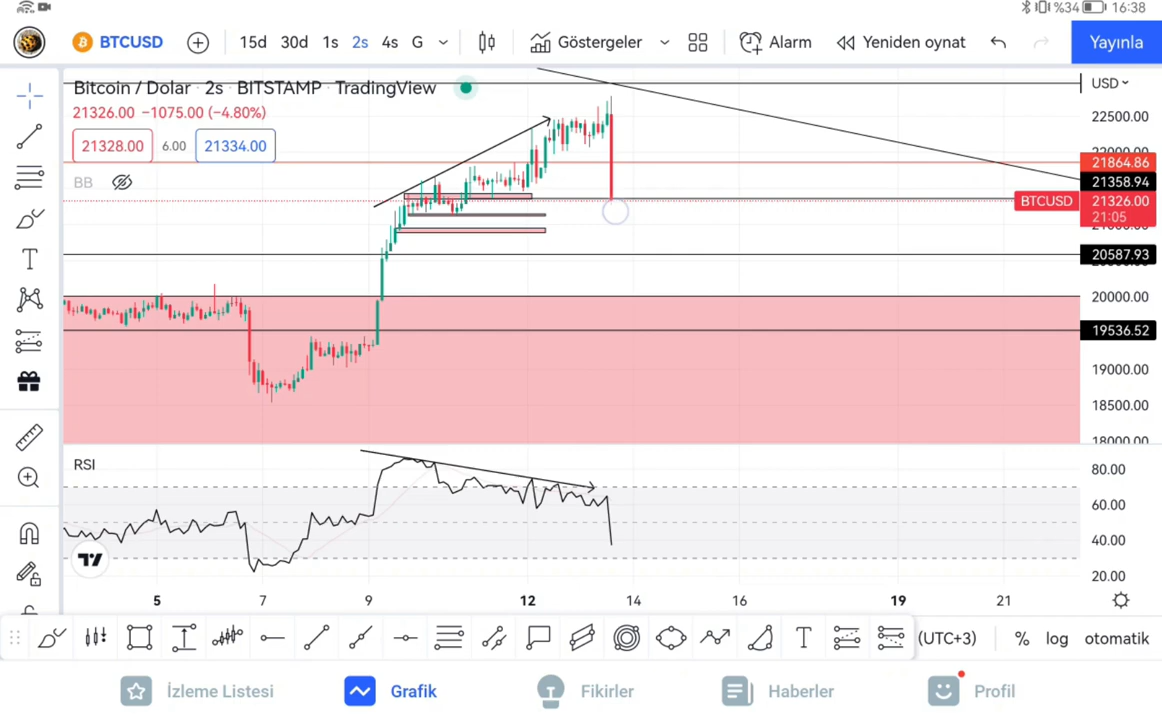 %34 16:38
BTCUSD 15d 30d 1s 2s 4s G Göstergeler Alarm Yeniden oynat Yayınla
Bitcoin / Dolar · 2s · BITSTAMP · TradingView
21326.00 −1075.00 (−4.80%)
21328.00 6.00 21334.00
BB
USD
22500.00
22000.00
21864.86
21358.94
BTCUSD 21326.00
21:05
21000.00
20587.93
20000.00
19536.52
19000.00
18500.00
18000.00
RSI
80.00
60.00
40.00
20.00
5 7 9 12 14 16 19 21
(UTC+3) % log otomatik
İzleme Listesi Grafik Fikirler Haberler Profil